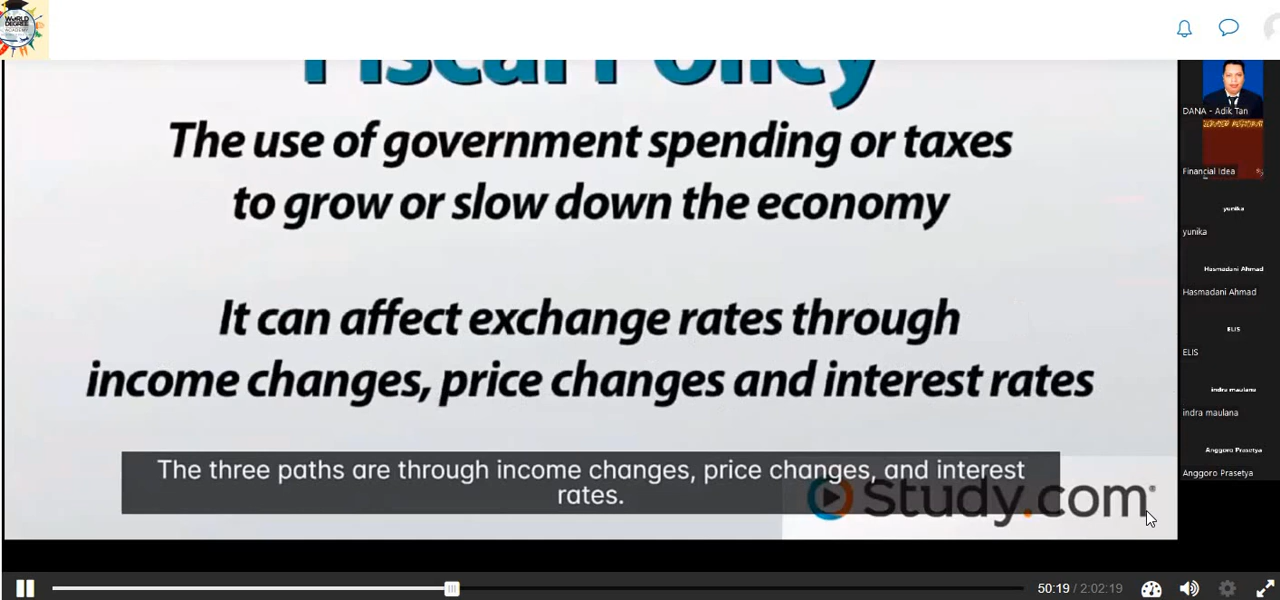 WORLD
DEGREE
ACADEMY
Fiscal Policy
The use of government spending or taxes
to grow or slow down the economy
It can affect exchange rates through
income changes, price changes and interest rates
The three paths are through income changes, price changes, and interest
rates.
Study.com
DANA - Adik Tan
Financial Idea
yunika
yunika
Hasmadani Ahmad
Hasmadani Ahmad
ELIS
ELIS
indra maulana
indra maulana
Anggoro Prasetya
Anggoro Prasetya
50:19 / 2:02:19